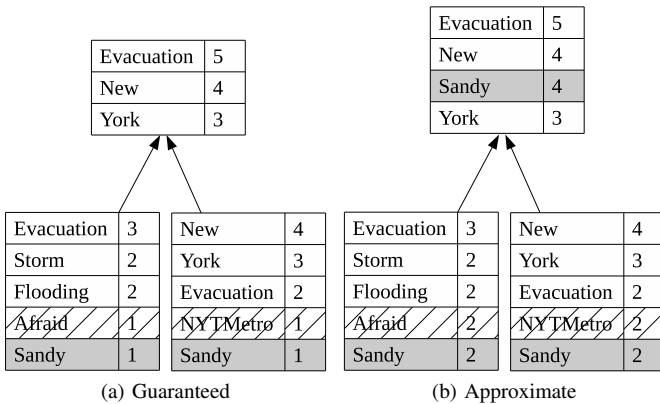 Evacuation 5
New 4
York 3
Evacuation 5
New 4
Sandy 4
York 3
Evacuation 3
Storm 2
Flooding 2
Afraid 1
Sandy 1
New 4
York 3
Evacuation 2
NYTMetro 1
Sandy 1
Evacuation 3
Storm 2
Flooding 2
Afraid 2
Sandy 2
New 4
York 3
Evacuation 2
NYTMetro 2
Sandy 2
(a) Guaranteed
(b) Approximate